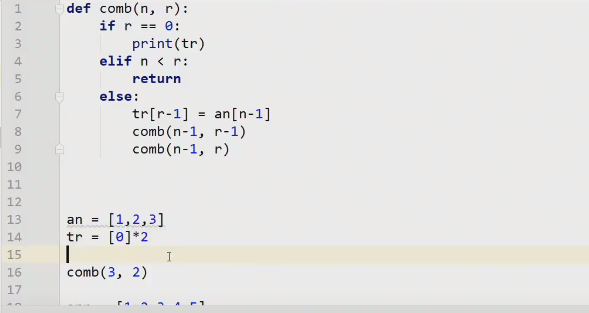 1 def comb(n, r):
2 if r == 0:
3 print(tr)
4 elif n < r:
5 return
6 else:
7 tr[r-1] = an[n-1]
8 comb(n-1, r-1)
9 comb(n-1, r)
10
11
12
13 an = [1,2,3]
14 tr = [0]*2
15
16 comb(3, 2)
17